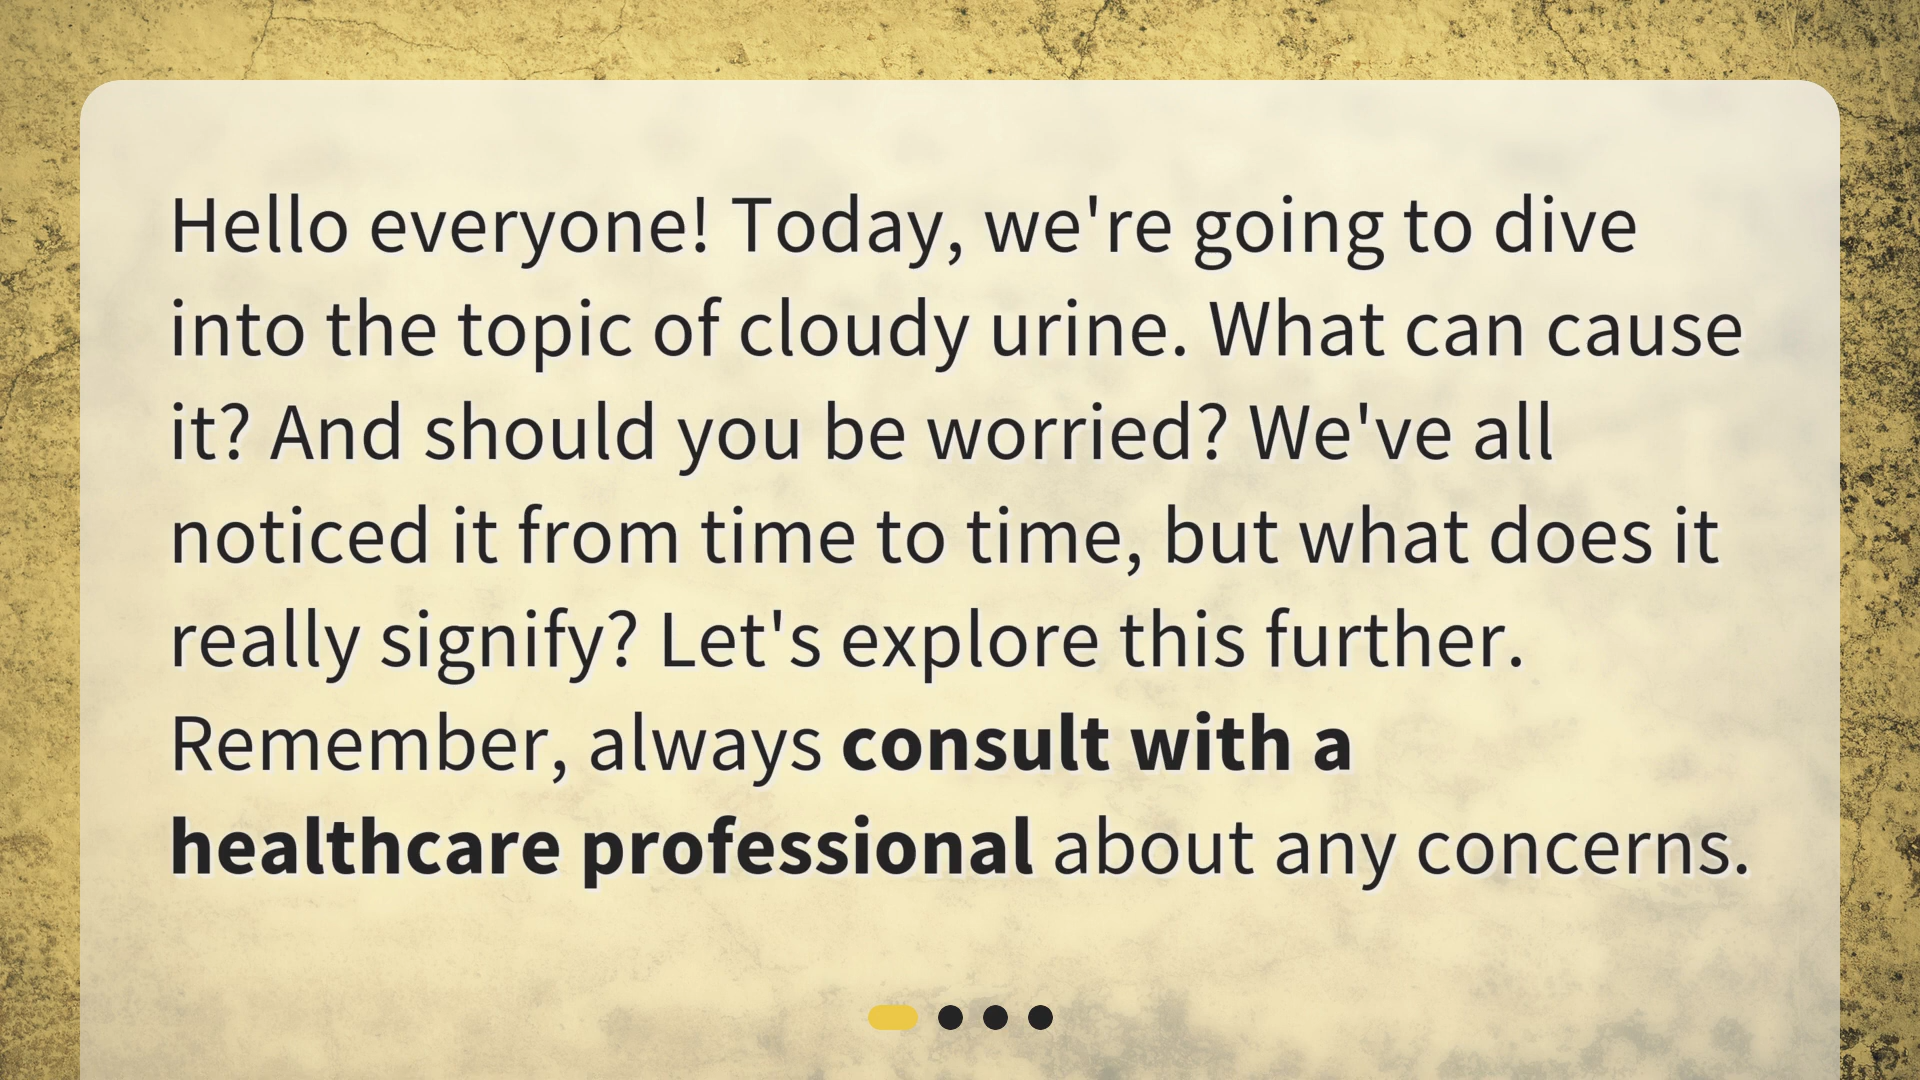 Hello everyone! Today, we're going to dive
into the topic of cloudy urine. What can cause
it? And should you be worried? We've all
noticed it from time to time, but what does it
really signify? Let's explore this further.
Remember, always consult with a
healthcare professional about any concerns.